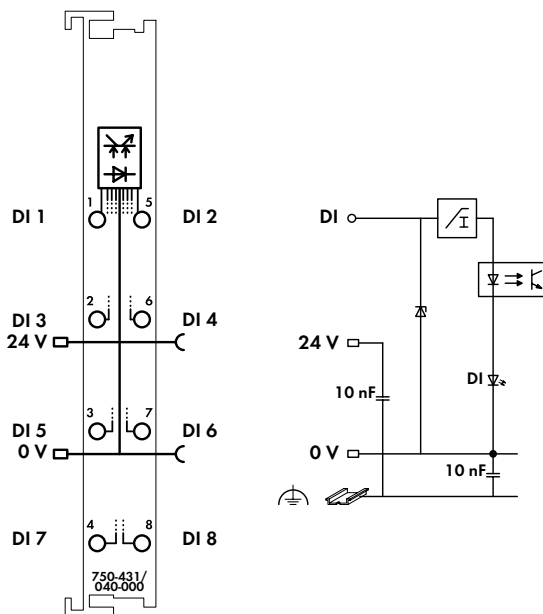 1 5
DI 1 DI 2
2 6
DI 3 DI 4
24 V
3 7
DI 5 DI 6
0 V
4 8
DI 7 DI 8
750-431/
040-000
DI
I
24 V
10 nF
DI
0 V
10 nF